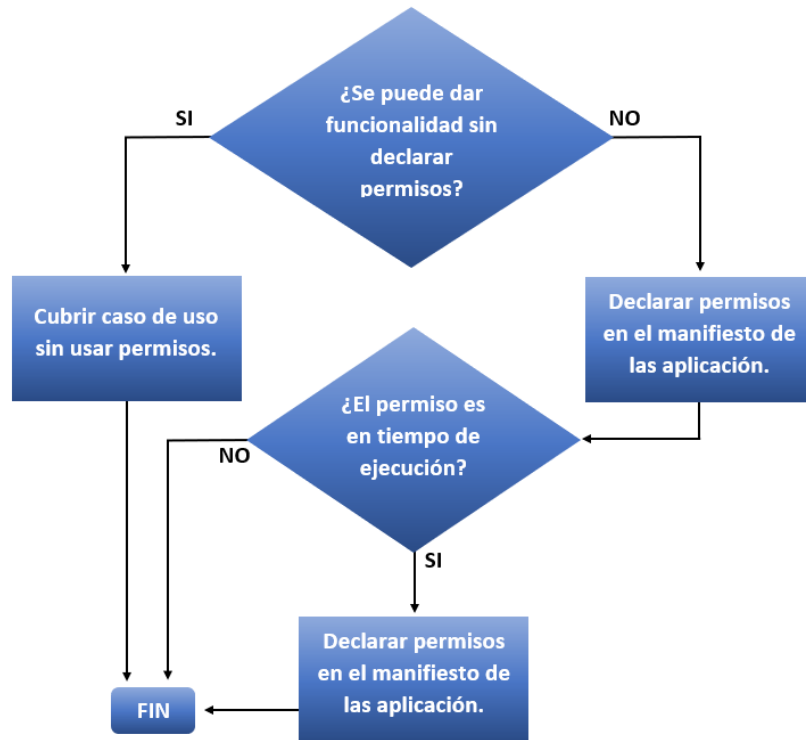 ¿Se puede dar
funcionalidad sin
declarar
permisos?
SI
NO
Cubrir caso de uso
sin usar permisos.
Declarar permisos
en el manifiesto de
las aplicación.
¿El permiso es
en tiempo de
ejecución?
NO
SI
Declarar permisos
en el manifiesto de
las aplicación.
FIN